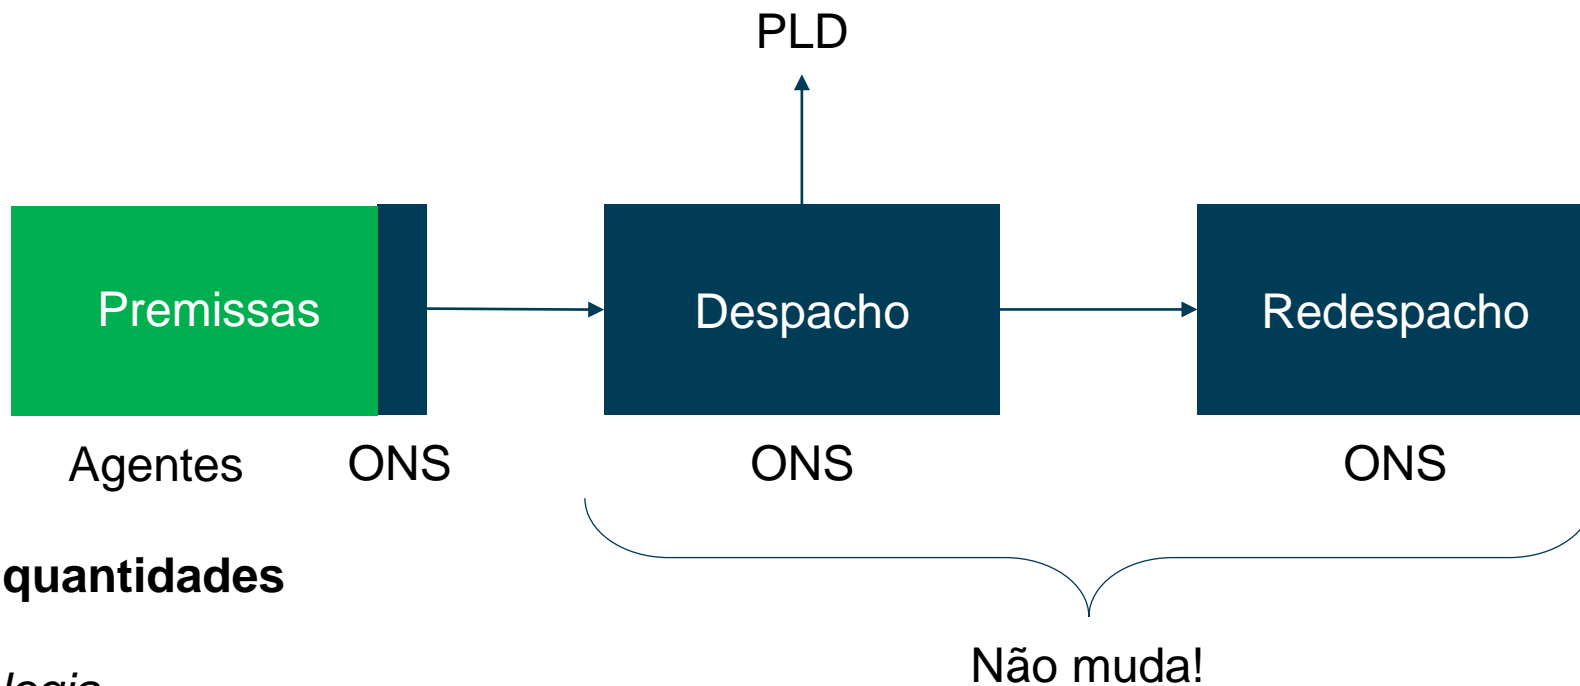 PLD
Premissas
Despacho
Redespacho
Agentes
ONS
ONS
ONS
quantidades
Não muda!